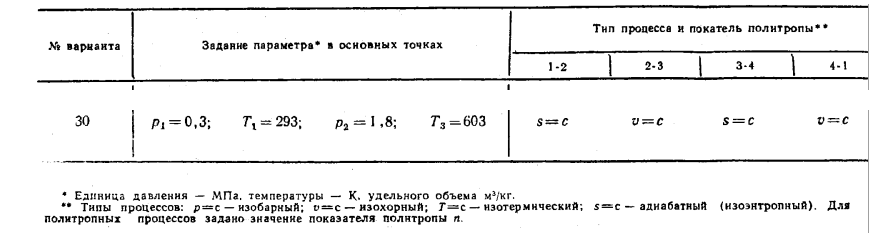 № варианта
Задание параметра* в основных точках
Тип процесса и покатель политропы**
1-2
2-3
3-4
4-1
30
p₁=0,3; T₁=293; p₂=1,8; T₃=603
s=c
v=c
s=c
v=c
* Единица давления — МПа, температуры — К, удельного объема м³/кг.
** Типы процессов: p=c — изобарный; v=c — изохорный; T=c — изотермический; s=c — адиабатный (изоэнтропный). Для
политропных процессов задано значение показателя политропы n.